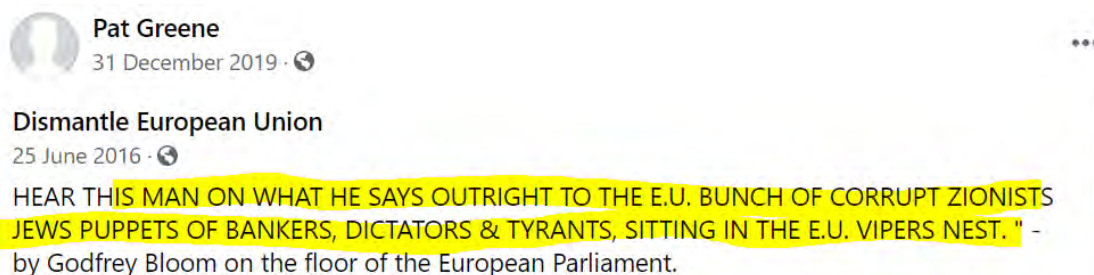 Pat Greene
31 December 2019 ·
Dismantle European Union
25 June 2016 ·
HEAR THIS MAN ON WHAT HE SAYS OUTRIGHT TO THE E.U. BUNCH OF CORRUPT ZIONISTS
JEWS PUPPETS OF BANKERS, DICTATORS & TYRANTS, SITTING IN THE E.U. VIPERS NEST. " -
by Godfrey Bloom on the floor of the European Parliament.